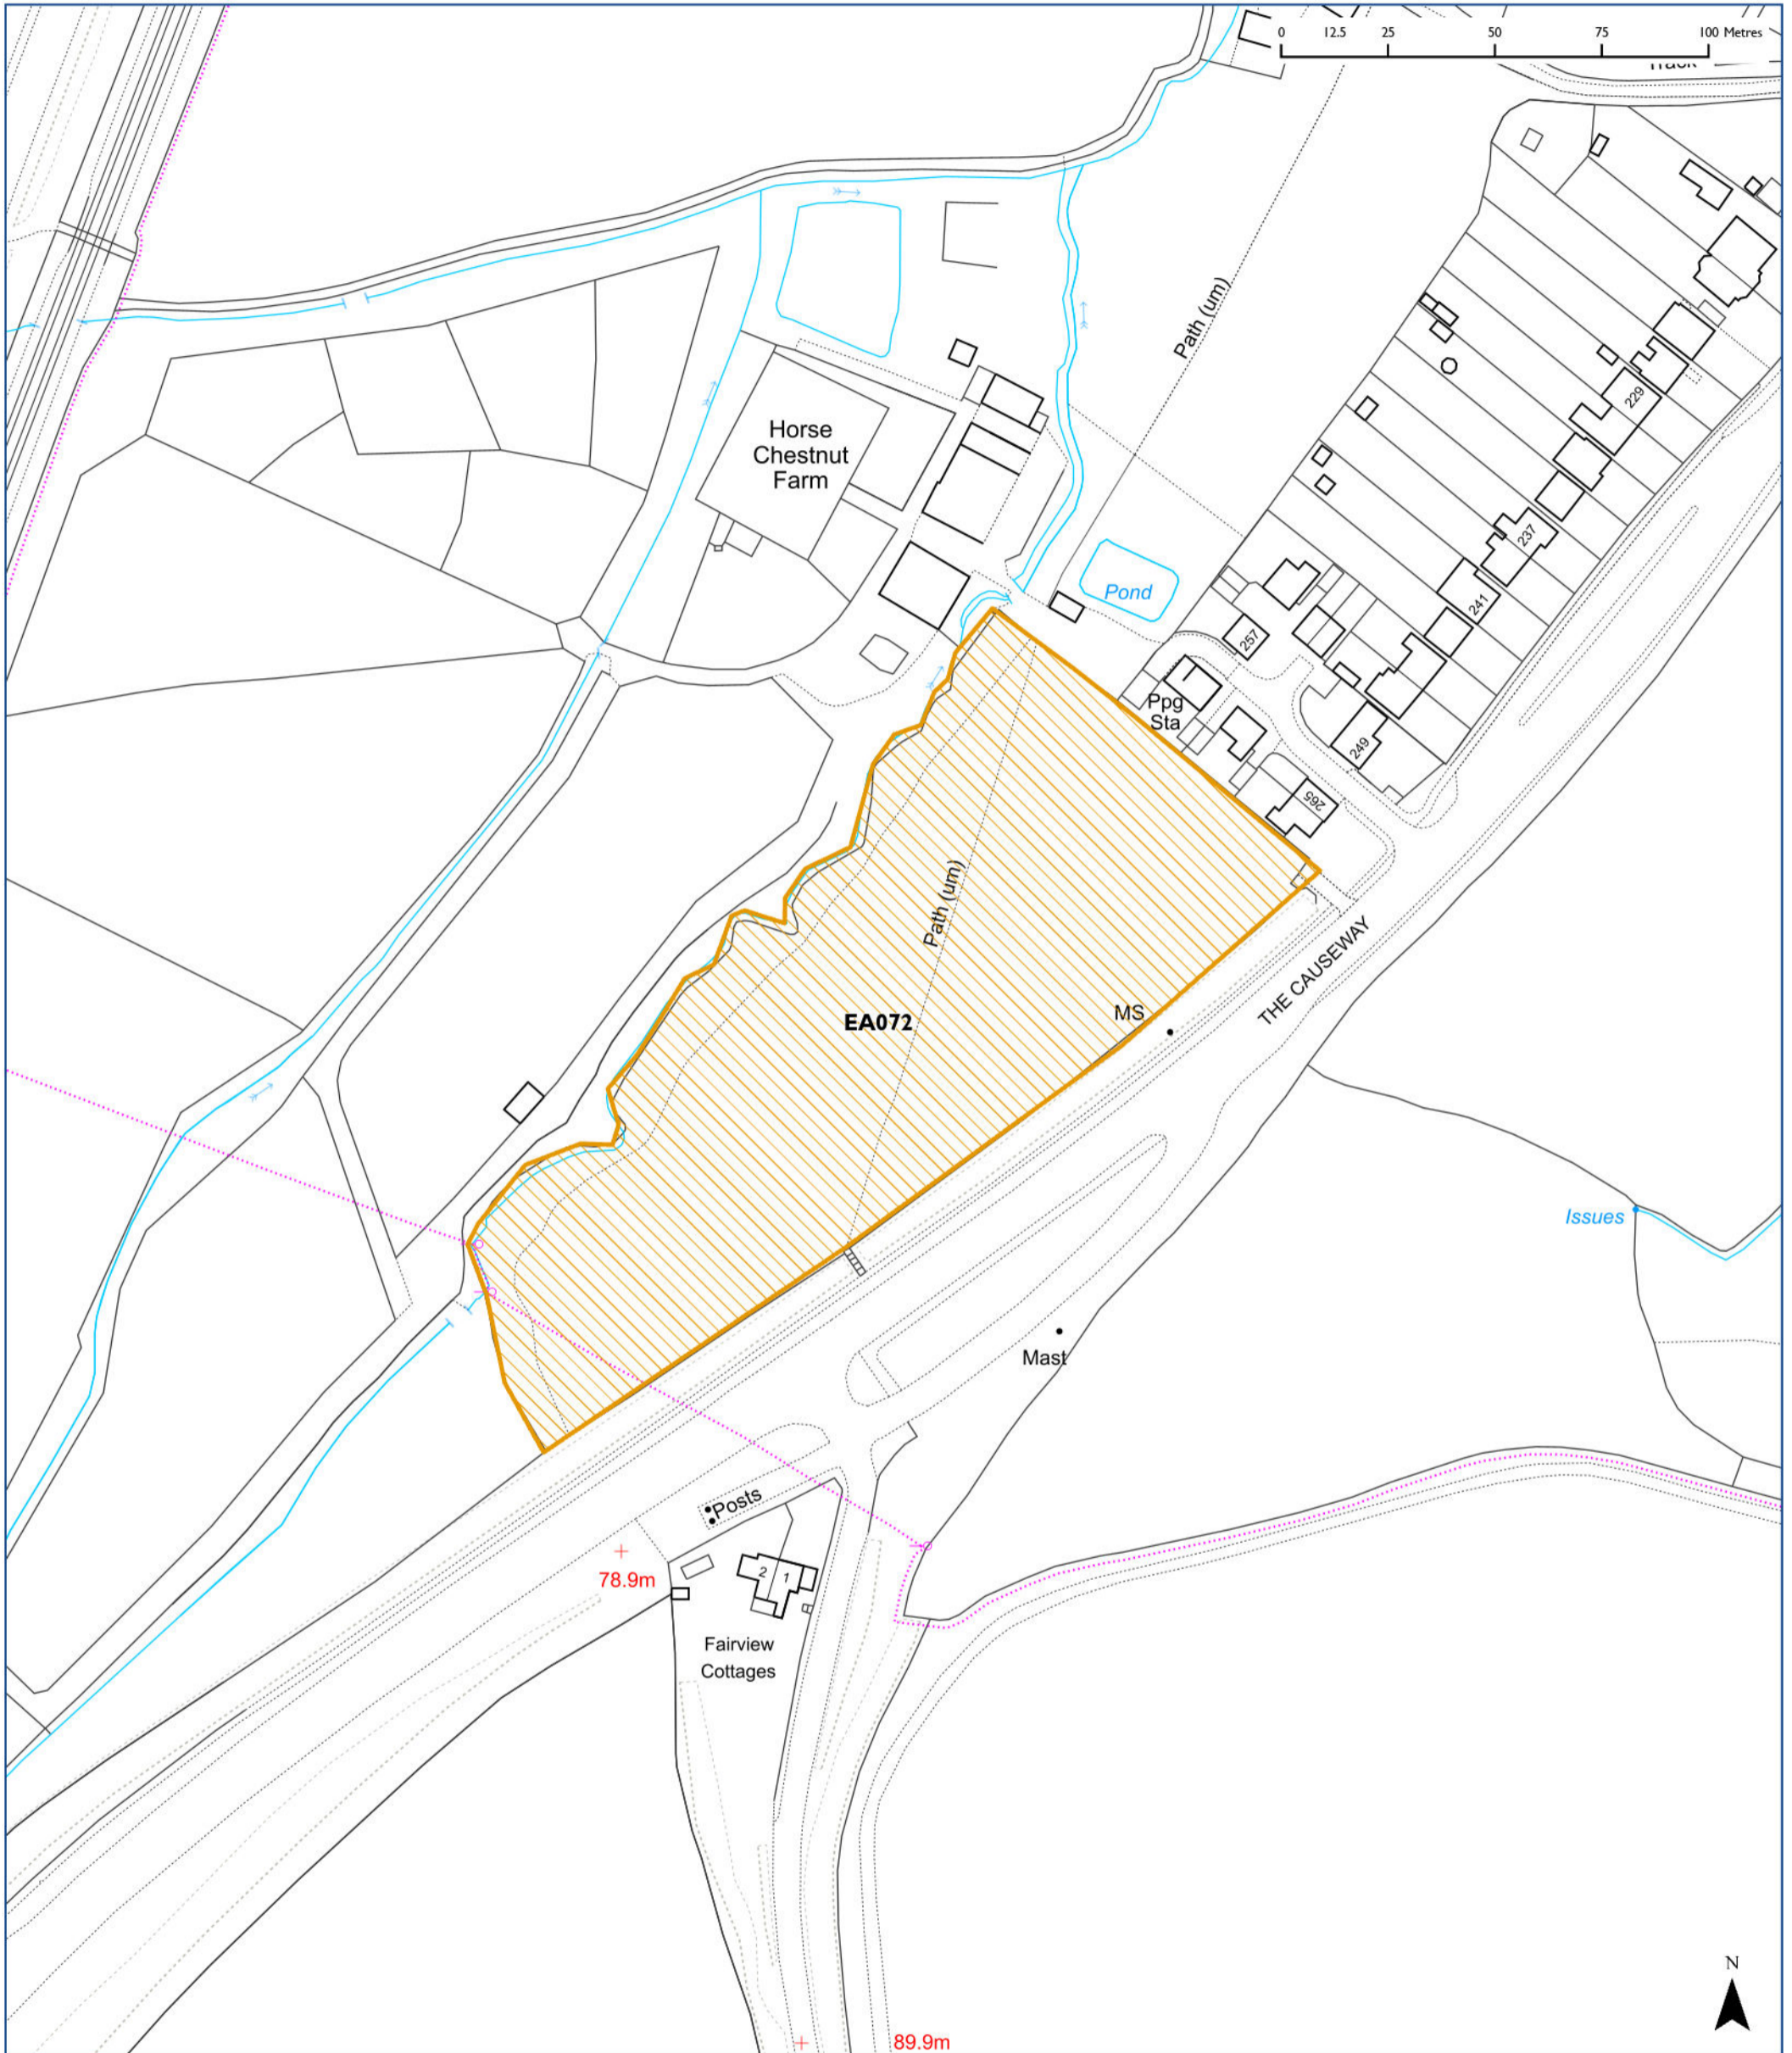 0 12.5 25 50 75 100 Metres
Path (um)
229
Horse
Chestnut
Farm
237
Pond
241
257
Ppg
Sta
249
265
Path (um)
THE CAUSEWAY
MS
EA072
Issues
Mast
Posts
78.9m
2 1
Fairview
Cottages
N
89.9m